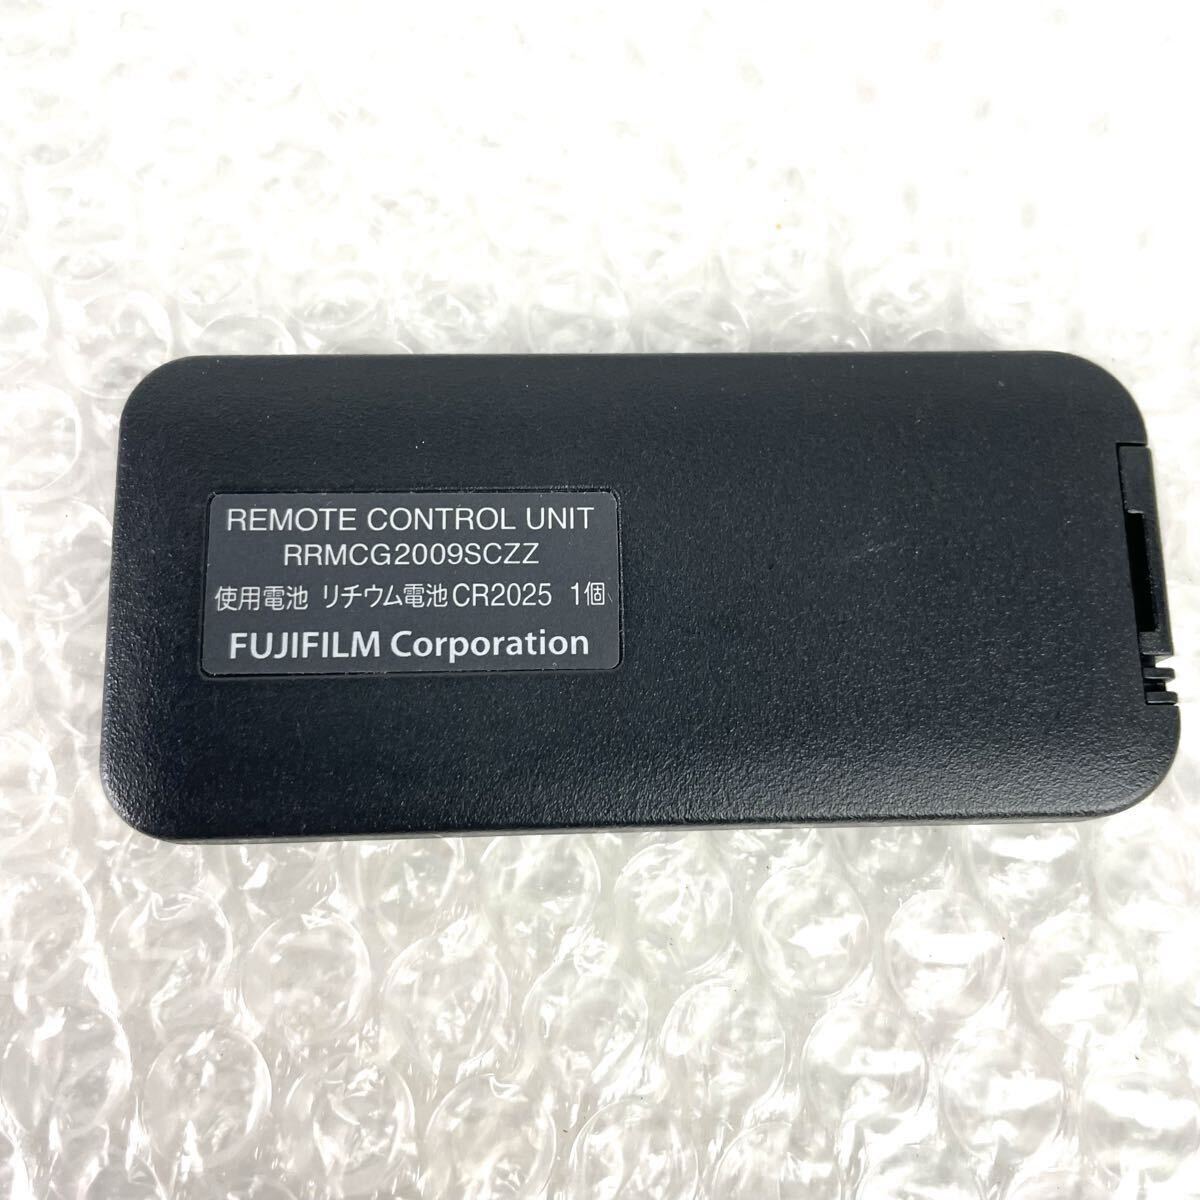 REMOTE CONTROL UNIT
RRMCG2009SCZZ
使用電池 リチウム電池CR2025 1個
FUJIFILM Corporation